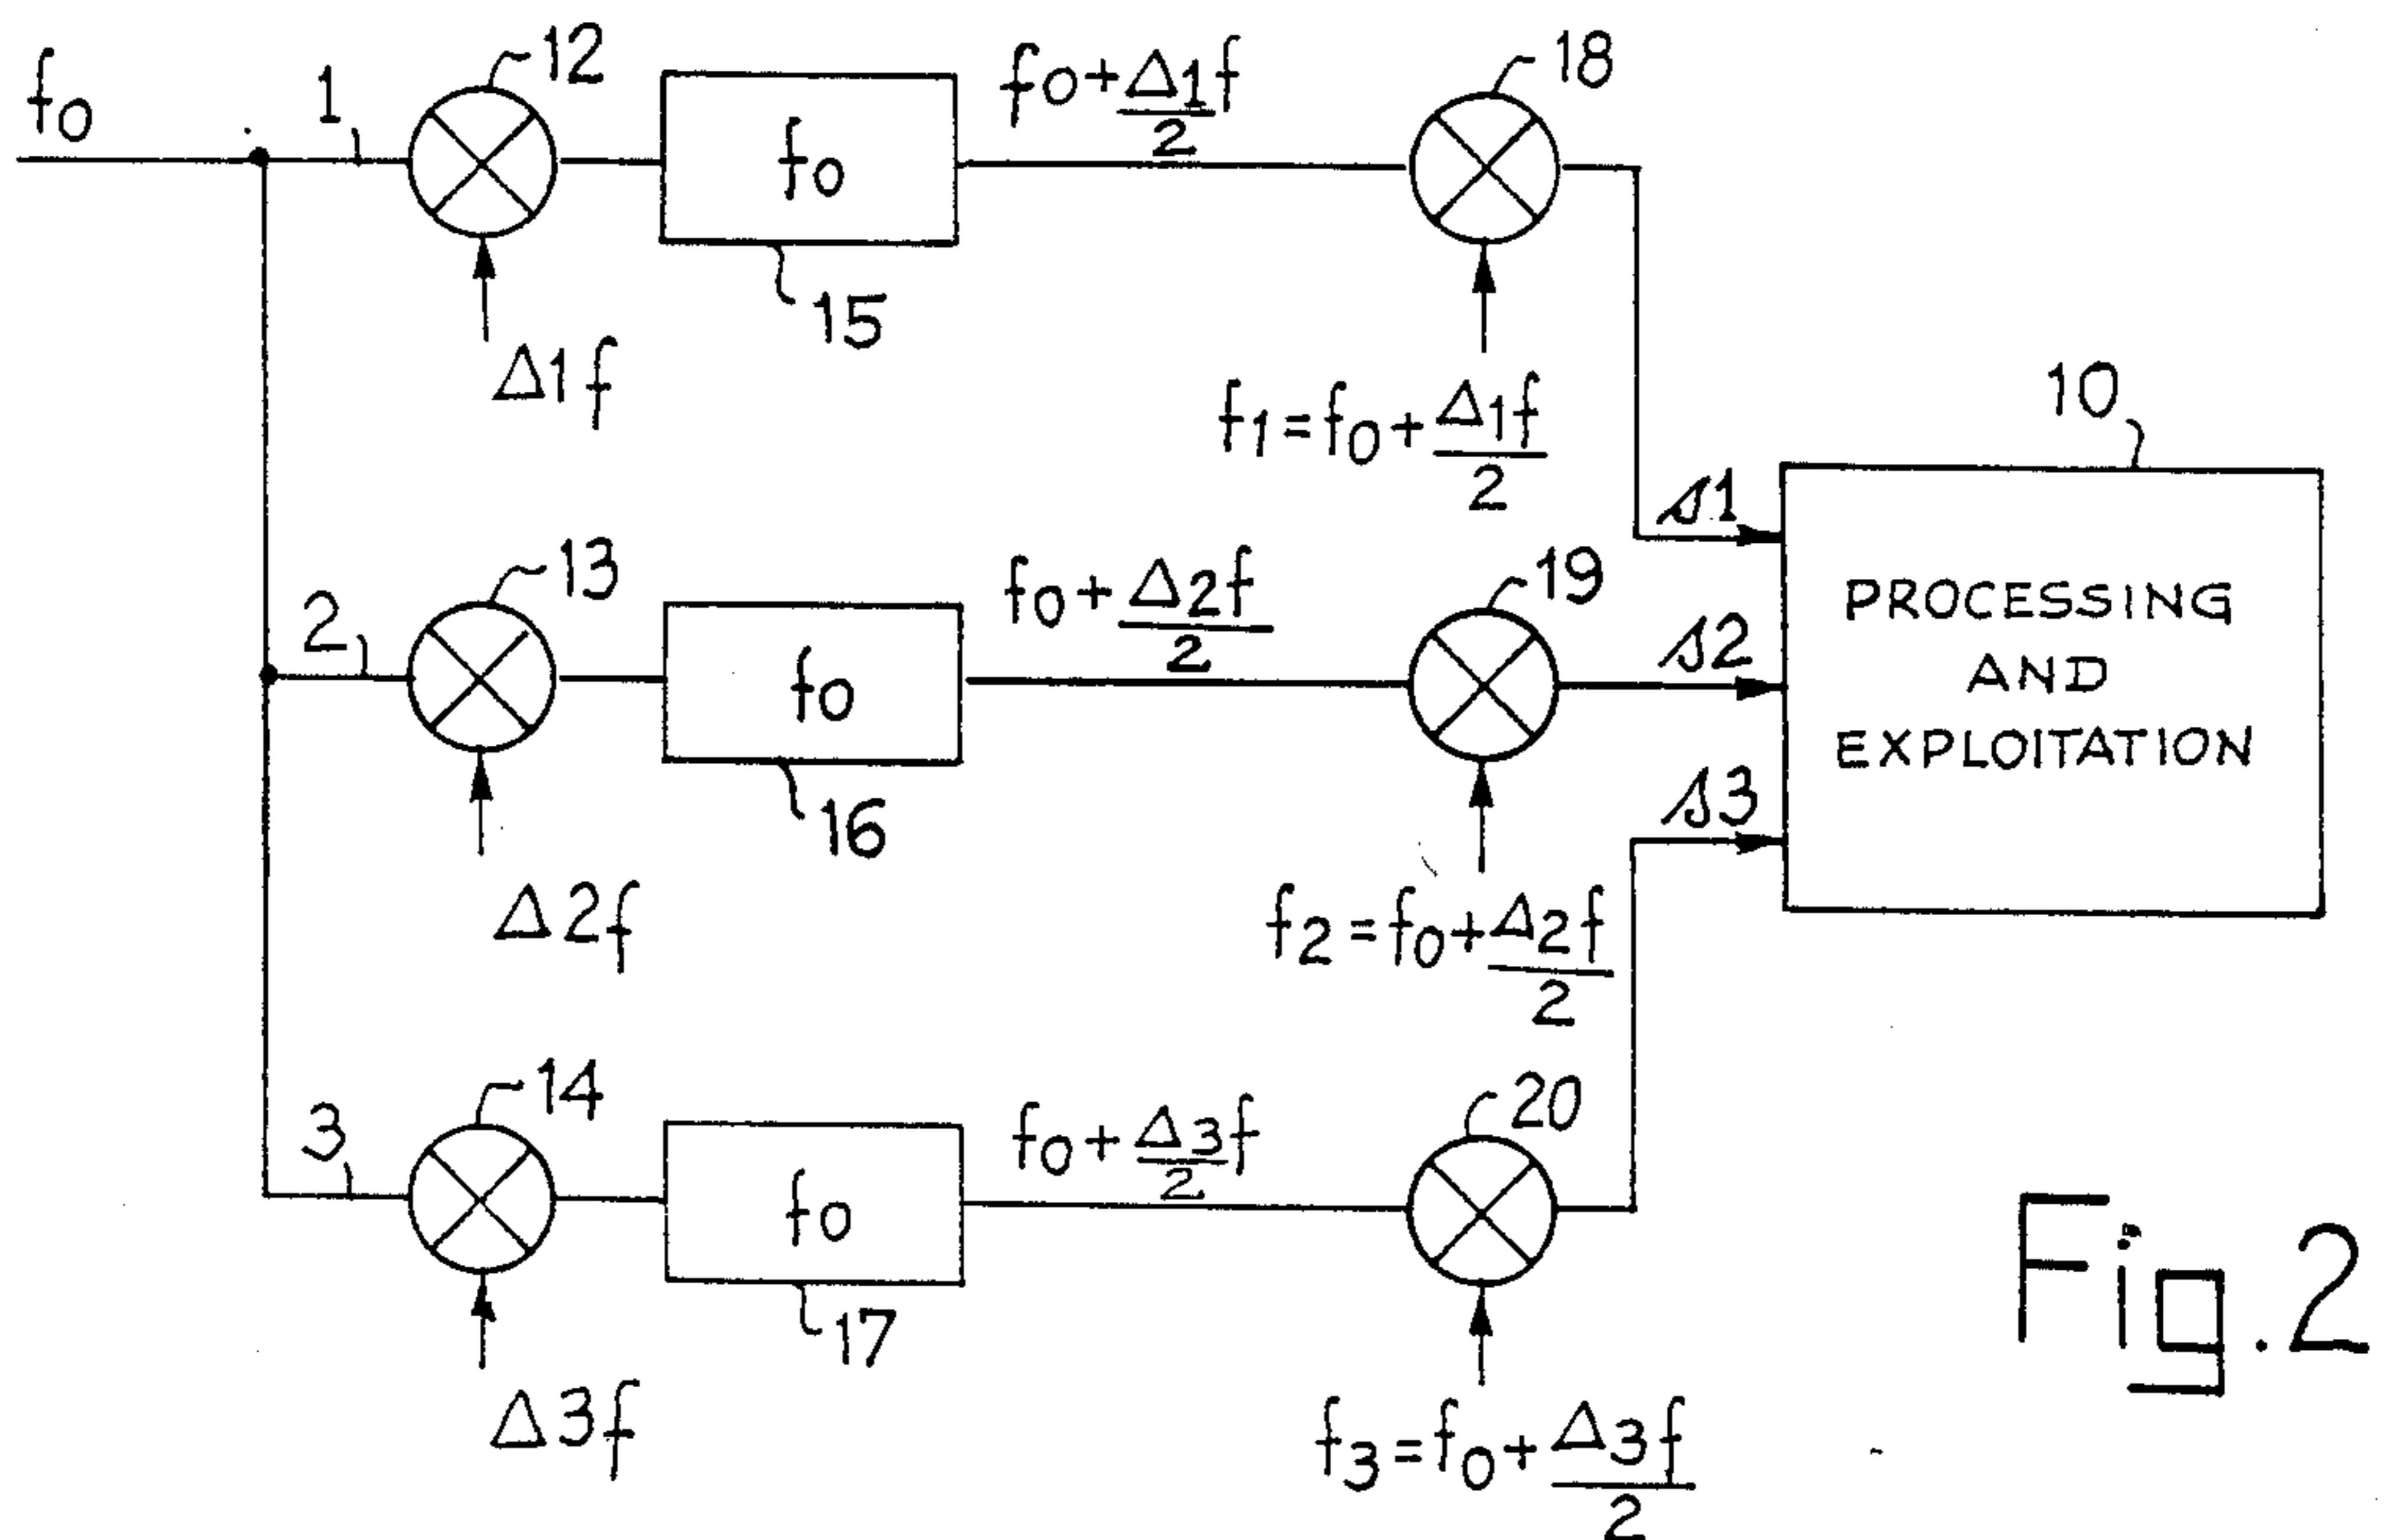 f0
1
12
f0
15
Δ1f
f0+Δ1f/2
18
f1=f0+Δ1f/2
s1
10
PROCESSING
AND
EXPLOITATION
2
13
f0
16
Δ2f
f0+Δ2f/2
19
s2
f2=f0+Δ2f/2
s3
3
14
f0
17
Δ3f
f0+Δ3f/2
20
f3=f0+Δ3f/2
Fig.2